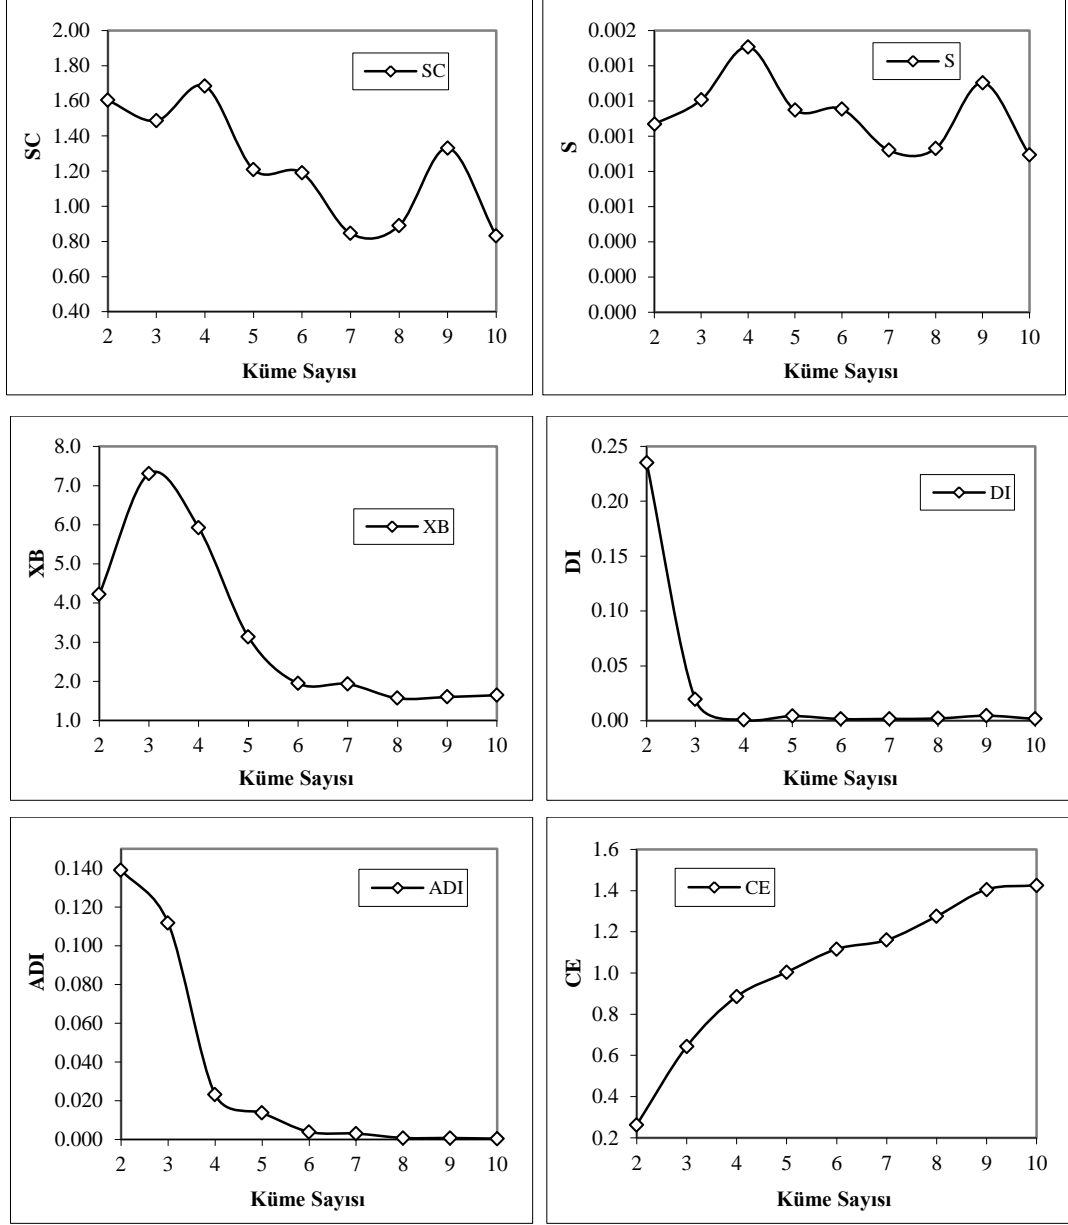 2.00
1.80
1.60
1.40
1.20
1.00
0.80
0.60
0.40
SC
SC
2 3 4 5 6 7 8 9 10
Küme Sayısı
0.002
0.001
0.001
0.001
0.001
0.001
0.000
0.000
0.000
S
S
2 3 4 5 6 7 8 9 10
Küme Sayısı
8.0
7.0
6.0
5.0
4.0
3.0
2.0
1.0
XB
XB
2 3 4 5 6 7 8 9 10
Küme Sayısı
0.25
0.20
0.15
0.10
0.05
0.00
DI
DI
2 3 4 5 6 7 8 9 10
Küme Sayısı
0.140
0.120
0.100
0.080
0.060
0.040
0.020
0.000
ADI
ADI
2 3 4 5 6 7 8 9 10
Küme Sayısı
1.6
1.4
1.2
1.0
0.8
0.6
0.4
0.2
CE
CE
2 3 4 5 6 7 8 9 10
Küme Sayısı